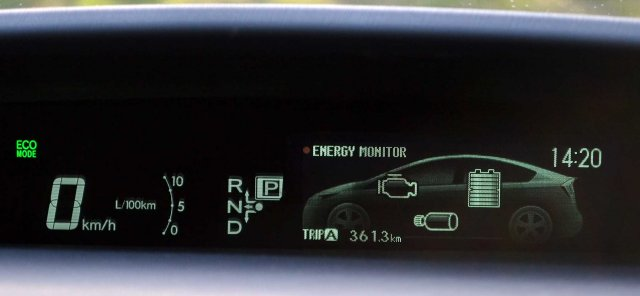 ECO
MODE
0 km/h
L/100km
10
5
0
R
N
D
P
ENERGY MONITOR
14:20
TRIP A 361.3 km